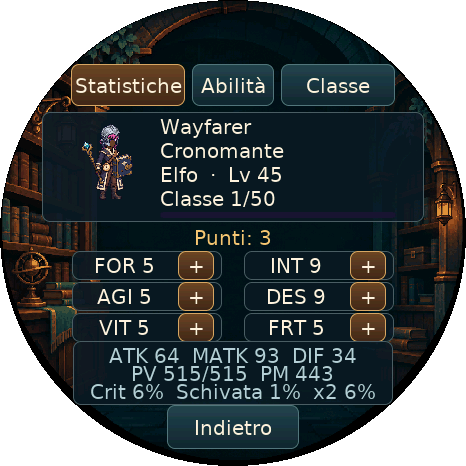 Statistiche Abilità Classe
Wayfarer
Cronomante
Elfo · Lv 45
Classe 1/50
Punti: 3
FOR 5 + INT 9 +
AGI 5 + DES 9 +
VIT 5 + FRT 5 +
ATK 64 MATK 93 DIF 34
PV 515/515 PM 443
Crit 6% Schivata 1% x2 6%
Indietro